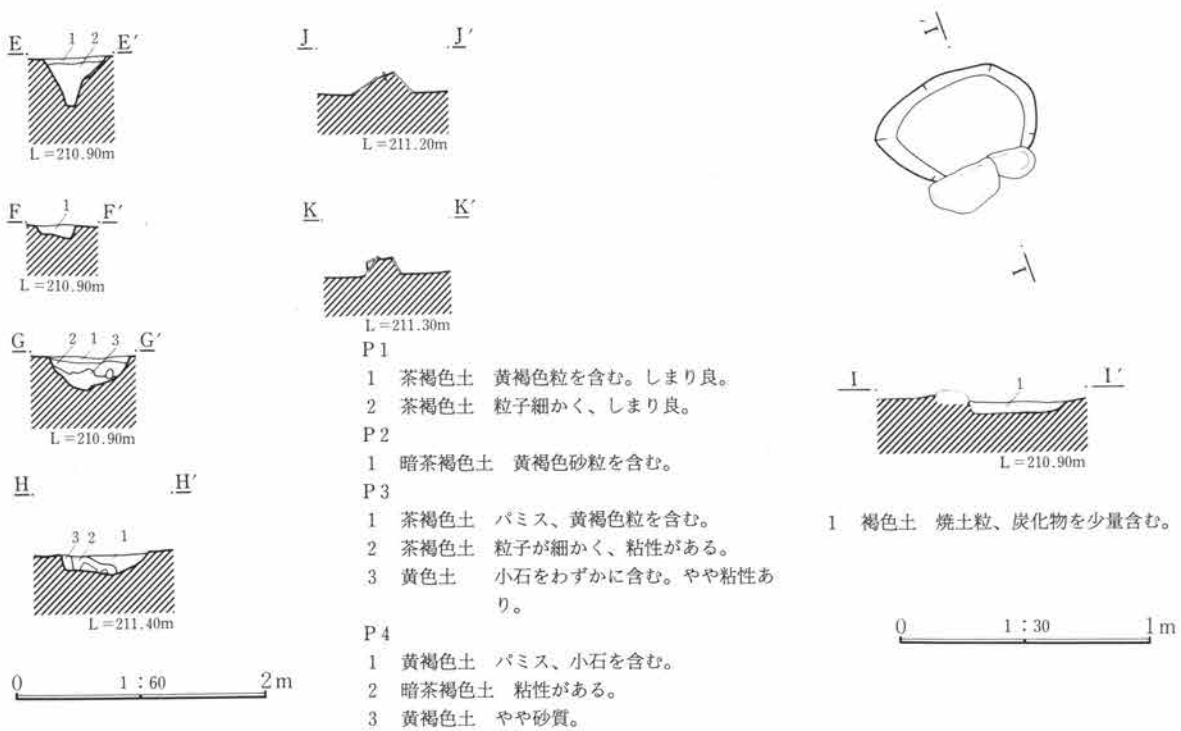 E 1 2 E′
L=210.90m
F 1 F′
L=210.90m
G 2 1 3 G′
L=210.90m
H H′
3 2 1
L=211.40m
0 1:60 2m
J J′
L=211.20m
K K′
L=211.30m
P1
1 茶褐色土 黄褐色粒を含む。しまり良。
2 茶褐色土 粒子細かく、しまり良。
P2
1 暗茶褐色土 黄褐色砂粒を含む。
P3
1 茶褐色土 パミス、黄褐色粒を含む。
2 茶褐色土 粒子が細かく、粘性がある。
3 黄色土 小石をわずかに含む。やや粘性あ
り。
P4
1 黄褐色土 パミス、小石を含む。
2 暗茶褐色土 粘性がある。
3 黄褐色土 やや砂質。
I′
I
I 1 I′
L=210.90m
1 褐色土 焼土粒、炭化物を少量含む。
0 1:30 1m